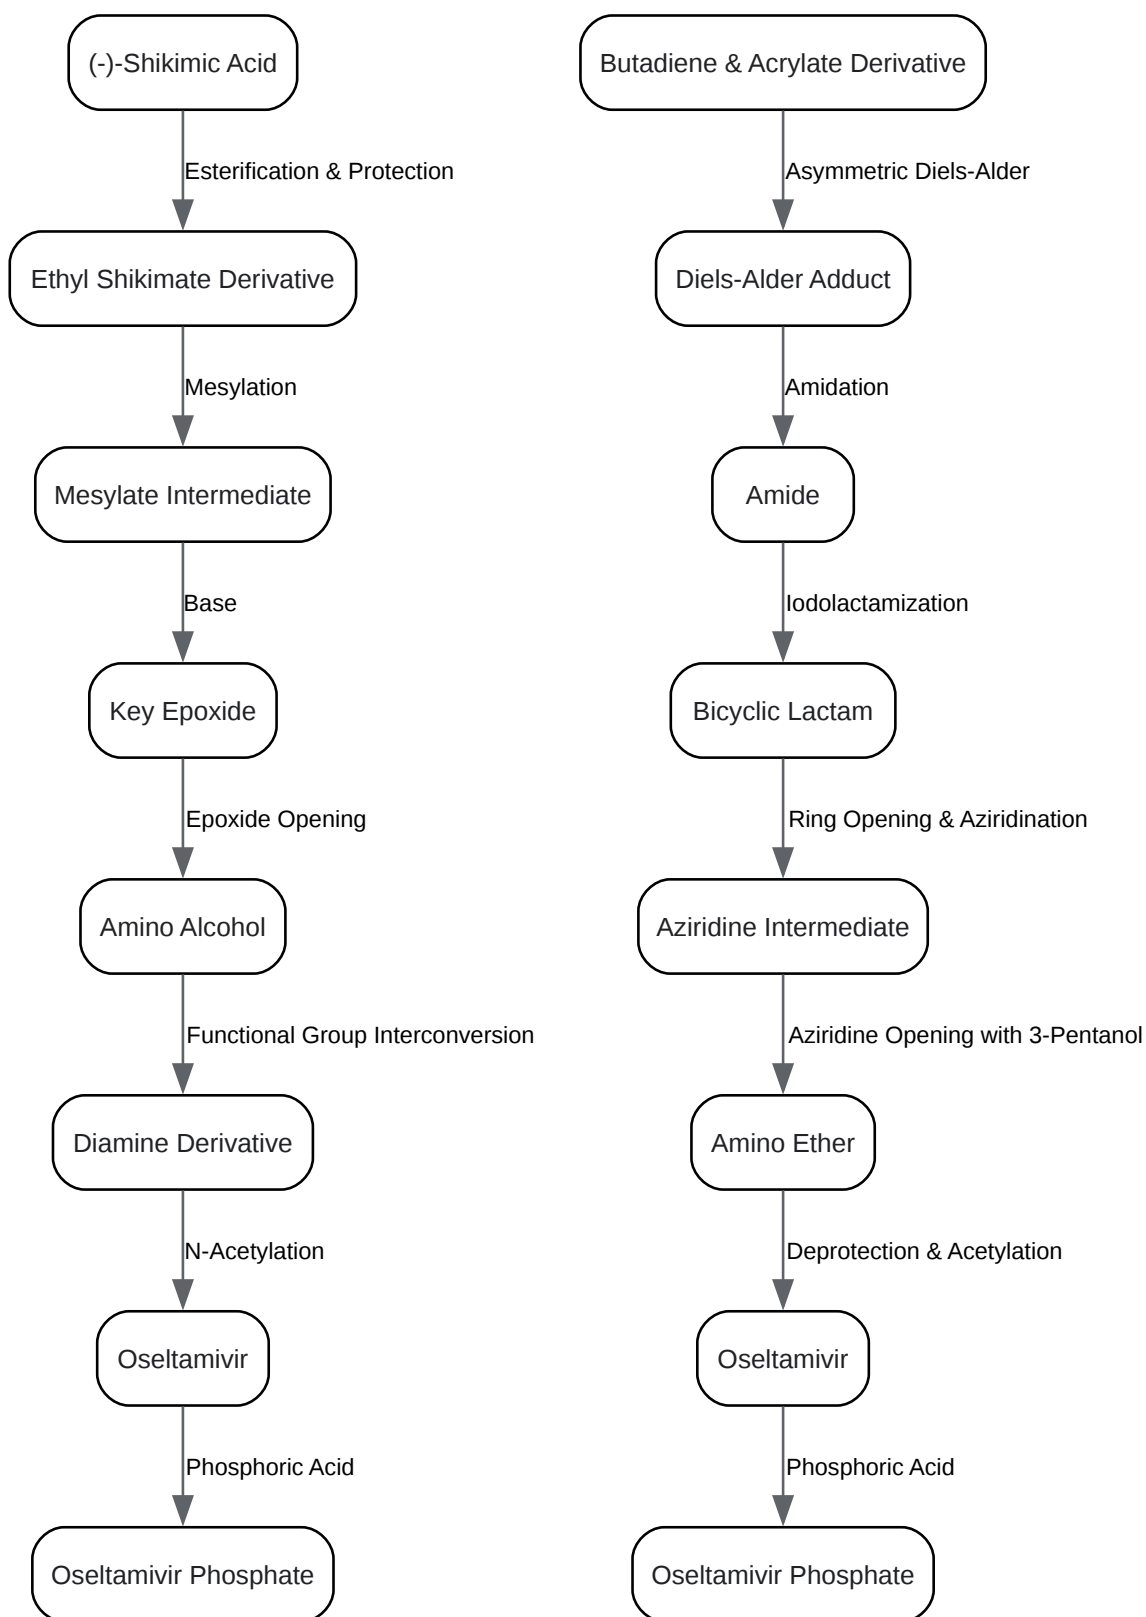 (-)-Shikimic Acid
Esterification & Protection
Ethyl Shikimate Derivative
Mesylation
Mesylate Intermediate
Base
Key Epoxide
Epoxide Opening
Amino Alcohol
Functional Group Interconversion
Diamine Derivative
N-Acetylation
Oseltamivir
Phosphoric Acid
Oseltamivir Phosphate
Butadiene & Acrylate Derivative
Asymmetric Diels-Alder
Diels-Alder Adduct
Amidation
Amide
Iodolactamization
Bicyclic Lactam
Ring Opening & Aziridination
Aziridine Intermediate
Aziridine Opening with 3-Pentanol
Amino Ether
Deprotection & Acetylation
Oseltamivir
Phosphoric Acid
Oseltamivir Phosphate